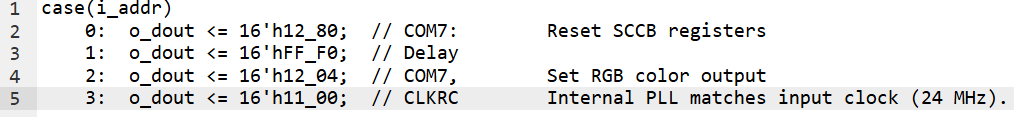 1 case(i_addr)
2 0: o_dout <= 16'h12_80; // COM7: Reset SCCB registers
3 1: o_dout <= 16'hFF_F0; // Delay
4 2: o_dout <= 16'h12_04; // COM7, Set RGB color output
5 3: o_dout <= 16'h11_00; // CLKRC Internal PLL matches input clock (24 MHz).